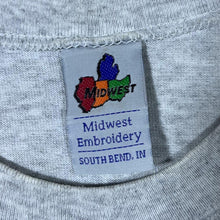 MIDWEST
Midwest
Embroidery
SOUTH BEND, IN